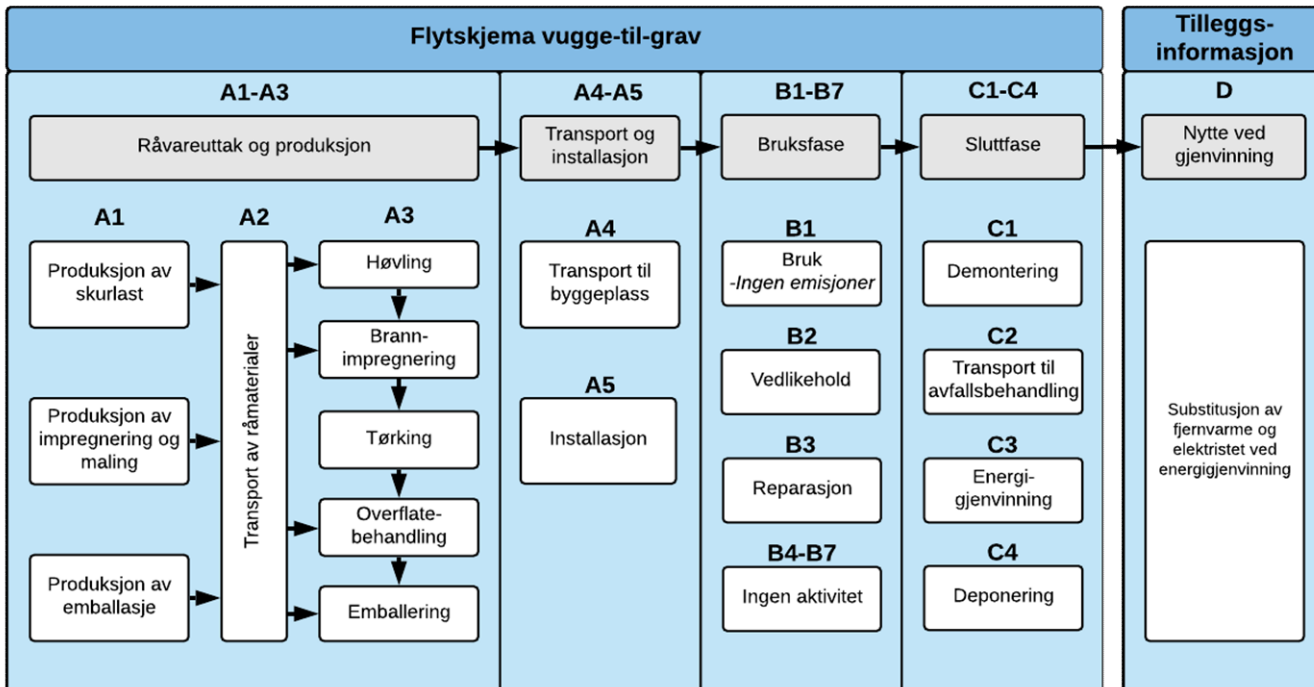 Flytskjema vugge-til-grav
Tilleggs-
informasjon
A1-A3
Råvareuttak og produksjon
A1
Produksjon av
skurlast
Produksjon av
impregnering og
maling
Produksjon av
emballasje
A2
Transport av råmaterialer
A3
Høvling
Brann-
impregnering
Tørking
Overflate-
behandling
Emballering
A4-A5
Transport og
installasjon
A4
Transport til
byggeplass
A5
Installasjon
B1-B7
Bruksfase
B1
Bruk
-Ingen emisjoner
B2
Vedlikehold
B3
Reparasjon
B4-B7
Ingen aktivitet
C1-C4
Sluttfase
C1
Demontering
C2
Transport til
avfallsbehandling
C3
Energi-
gjenvinning
C4
Deponering
D
Nytte ved
gjenvinning
Substitusjon av
fjernvarme og
elektristet ved
energigjenvinning